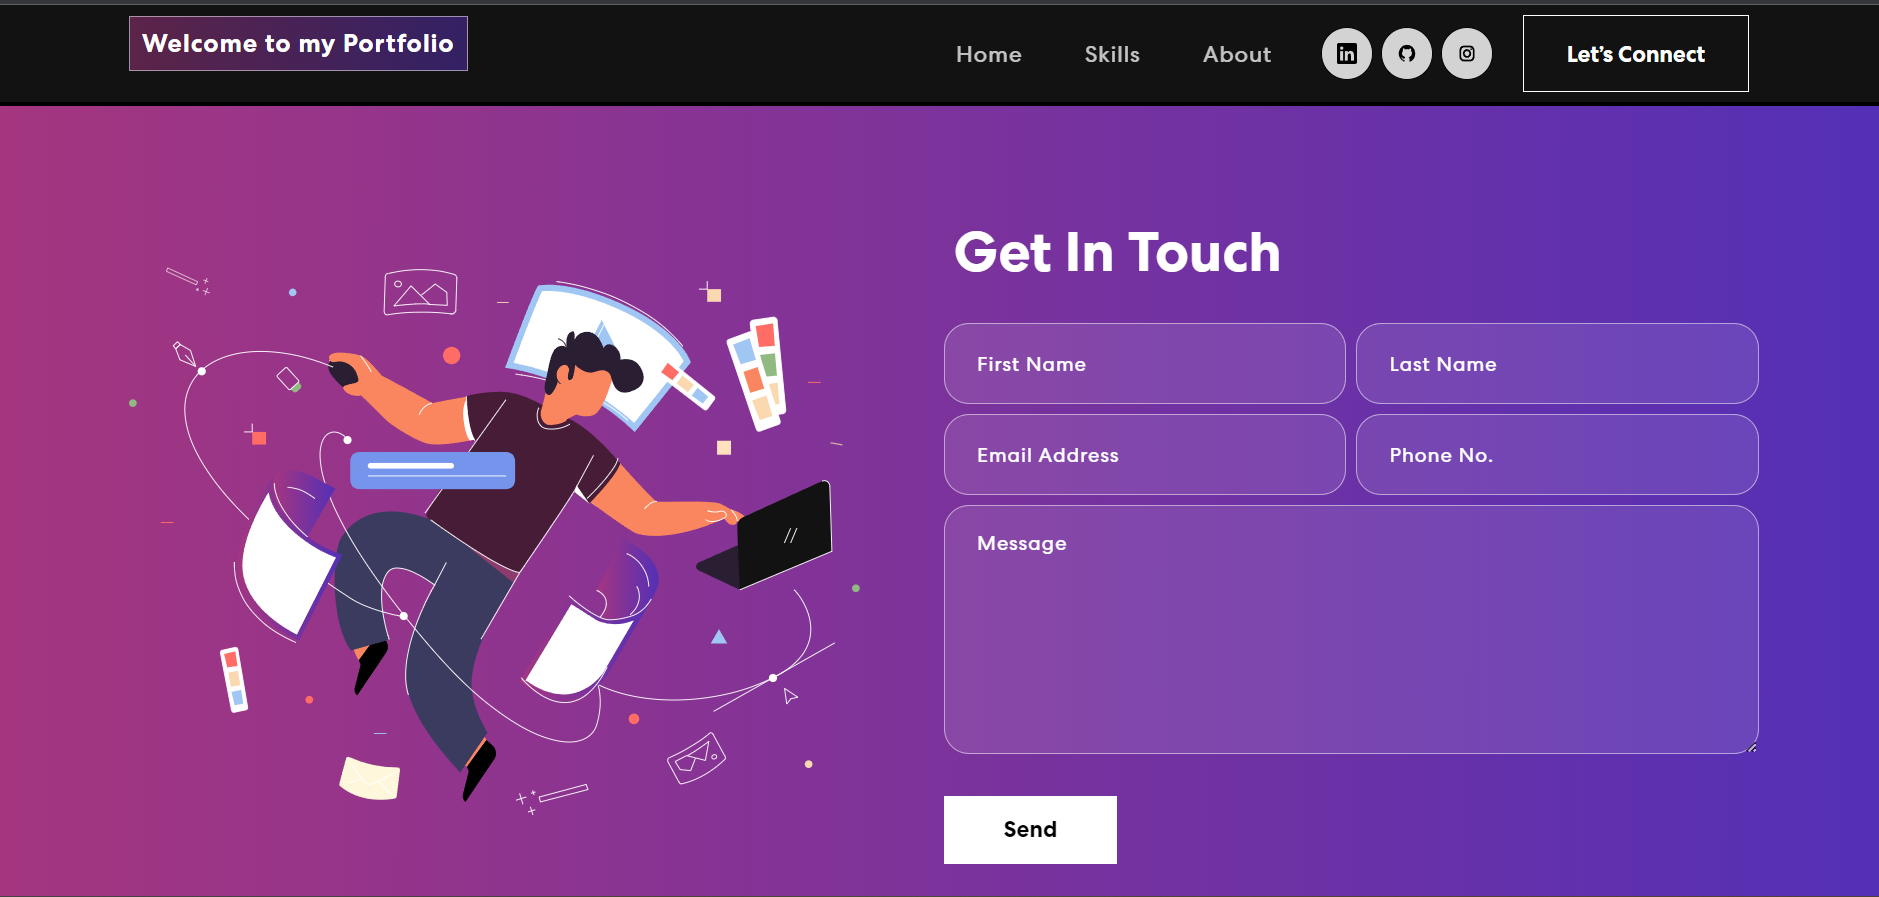 Welcome to my Portfolio
Home Skills About Let's Connect
Get In Touch
First Name Last Name
Email Address Phone No.
Message
Send